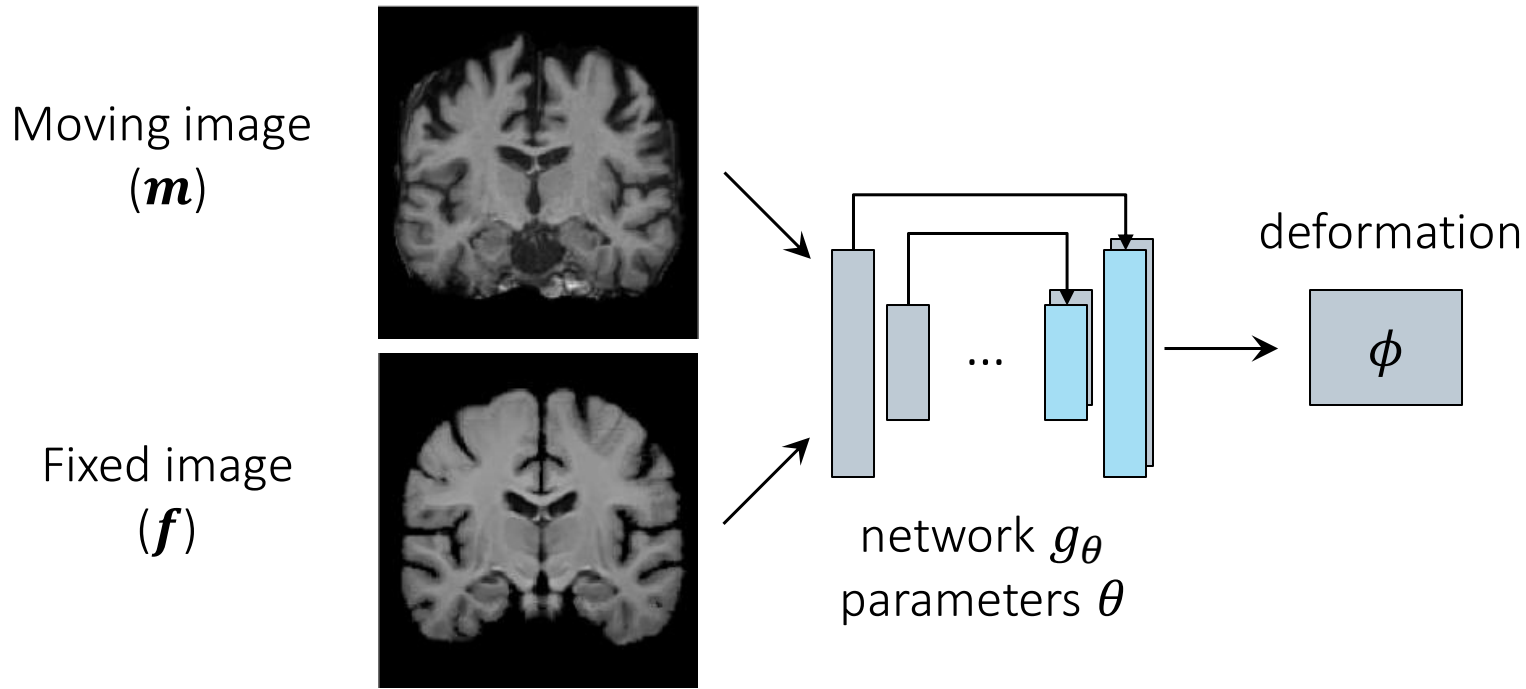 Moving image
(m)
Fixed image
(f)
...
network gθ
parameters θ
deformation
ϕ